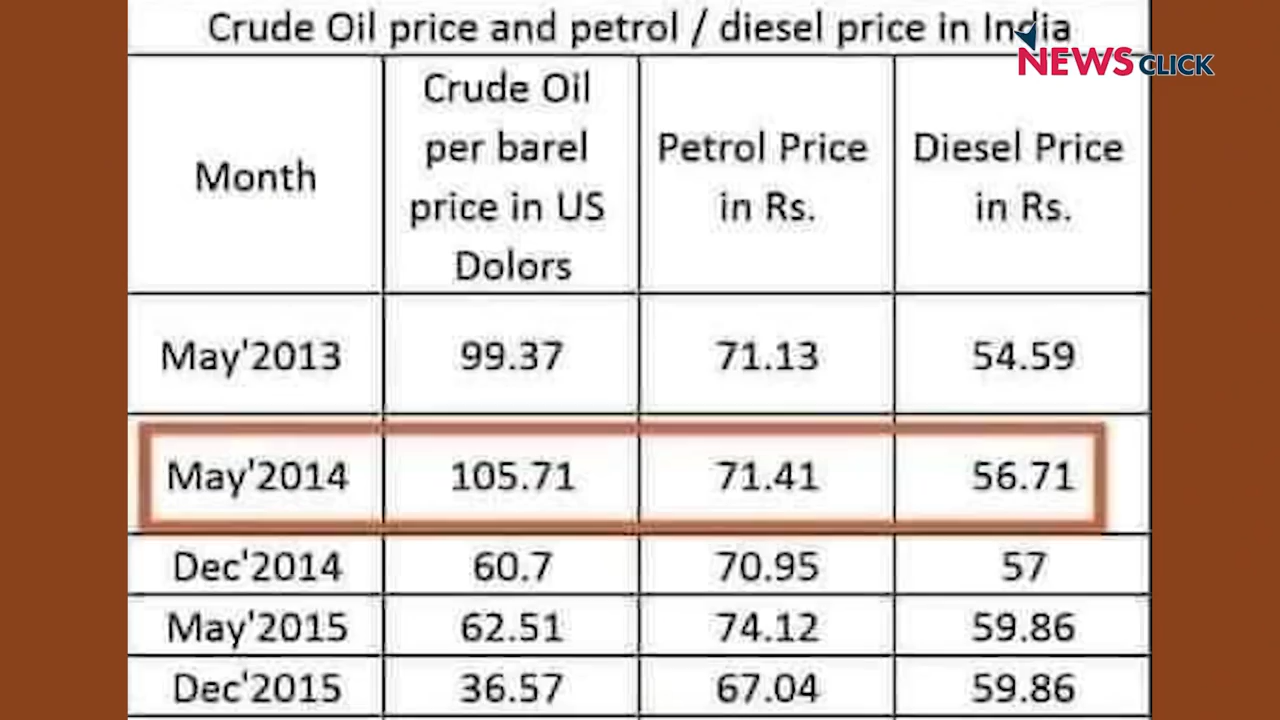 Crude Oil price and petrol / diesel price in India
NEWSCLICK
Month
Crude Oil
per barel
price in US
Dolors
Petrol Price
in Rs.
Diesel Price
in Rs.
May'2013 99.37 71.13 54.59
May'2014 105.71 71.41 56.71
Dec'2014 60.7 70.95 57
May'2015 62.51 74.12 59.86
Dec'2015 36.57 67.04 59.86